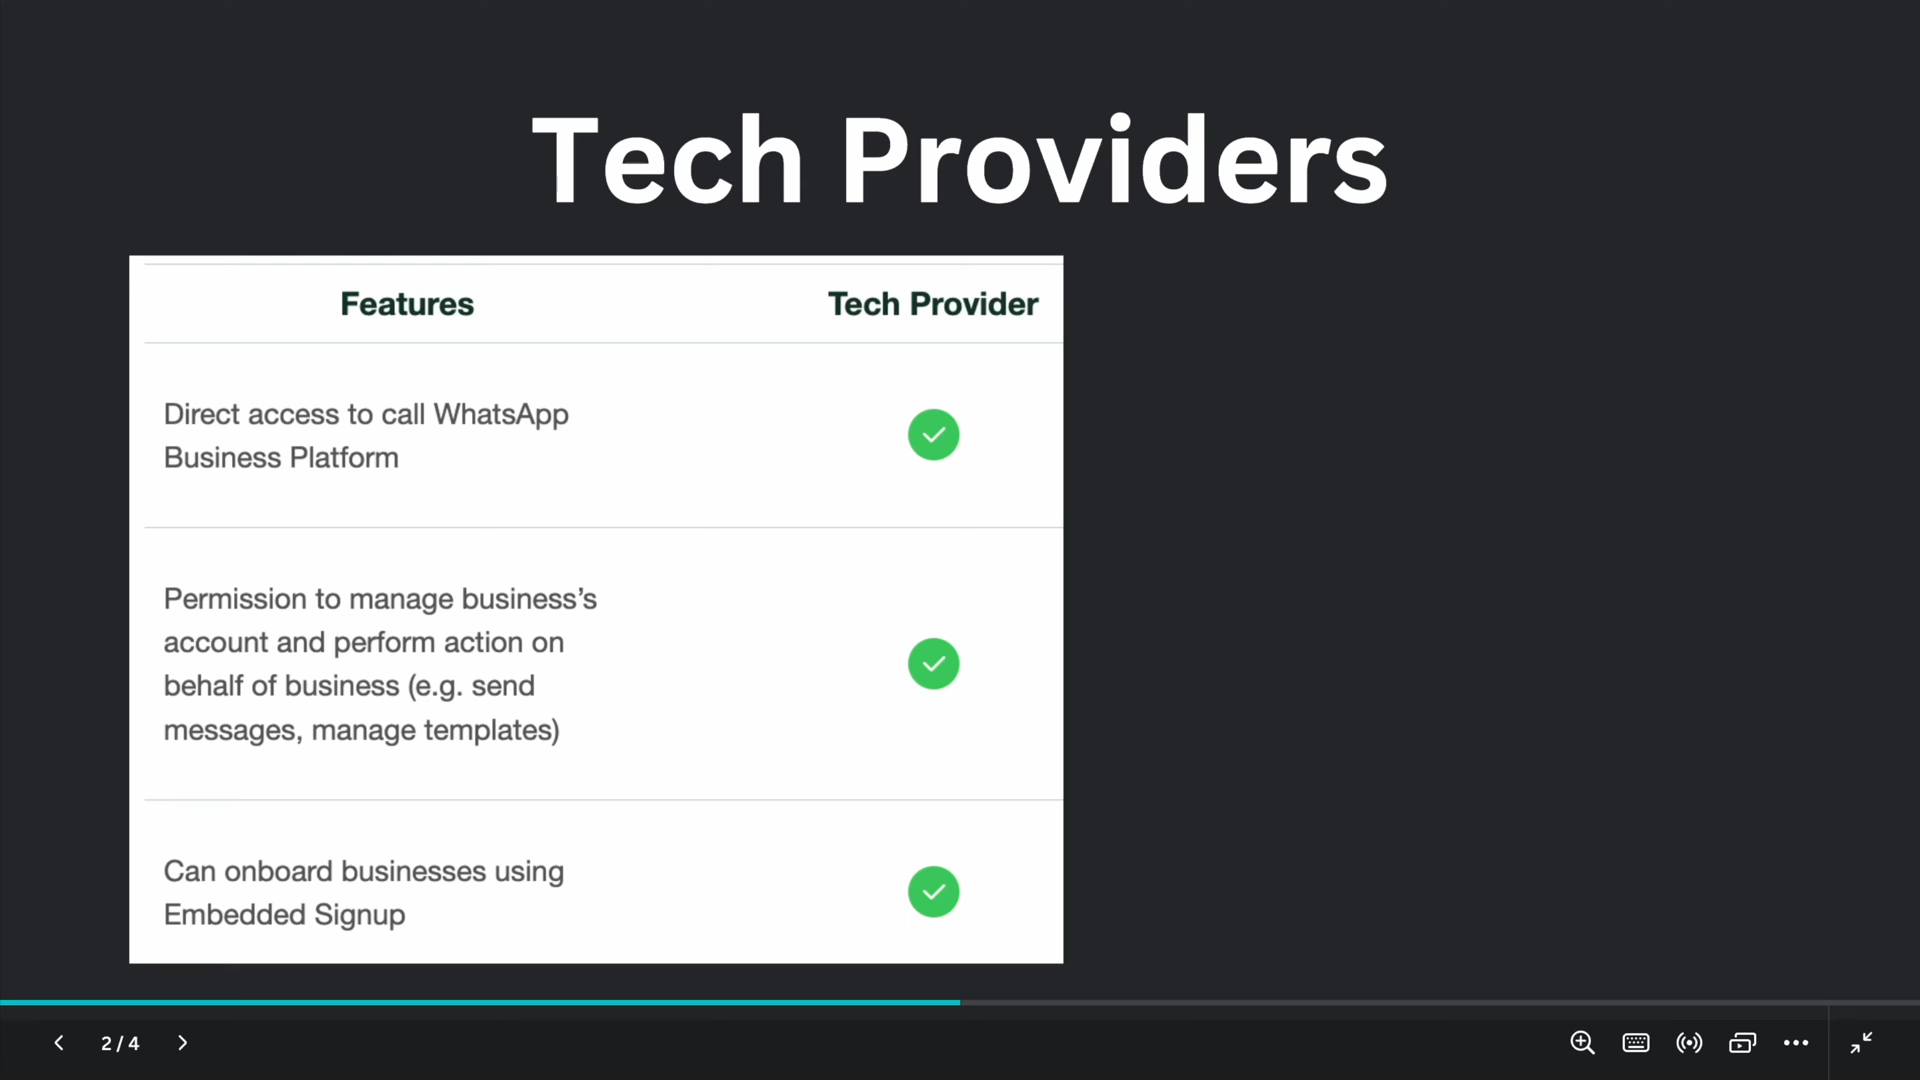 Tech Providers
Features
Tech Provider
Direct access to call WhatsApp
Business Platform
Permission to manage business’s
account and perform action on
behalf of business (e.g. send
messages, manage templates)
Can onboard businesses using
Embedded Signup
2 / 4